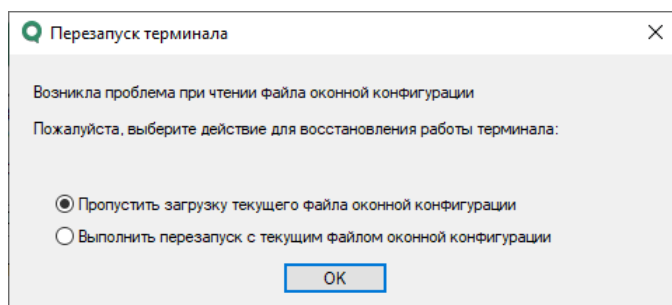 Перезапуск терминала
Возникла проблема при чтении файла оконной конфигурации
Пожалуйста, выберите действие для восстановления работы терминала:
Пропустить загрузку текущего файла оконной конфигурации
Выполнить перезапуск с текущим файлом оконной конфигурации
OK